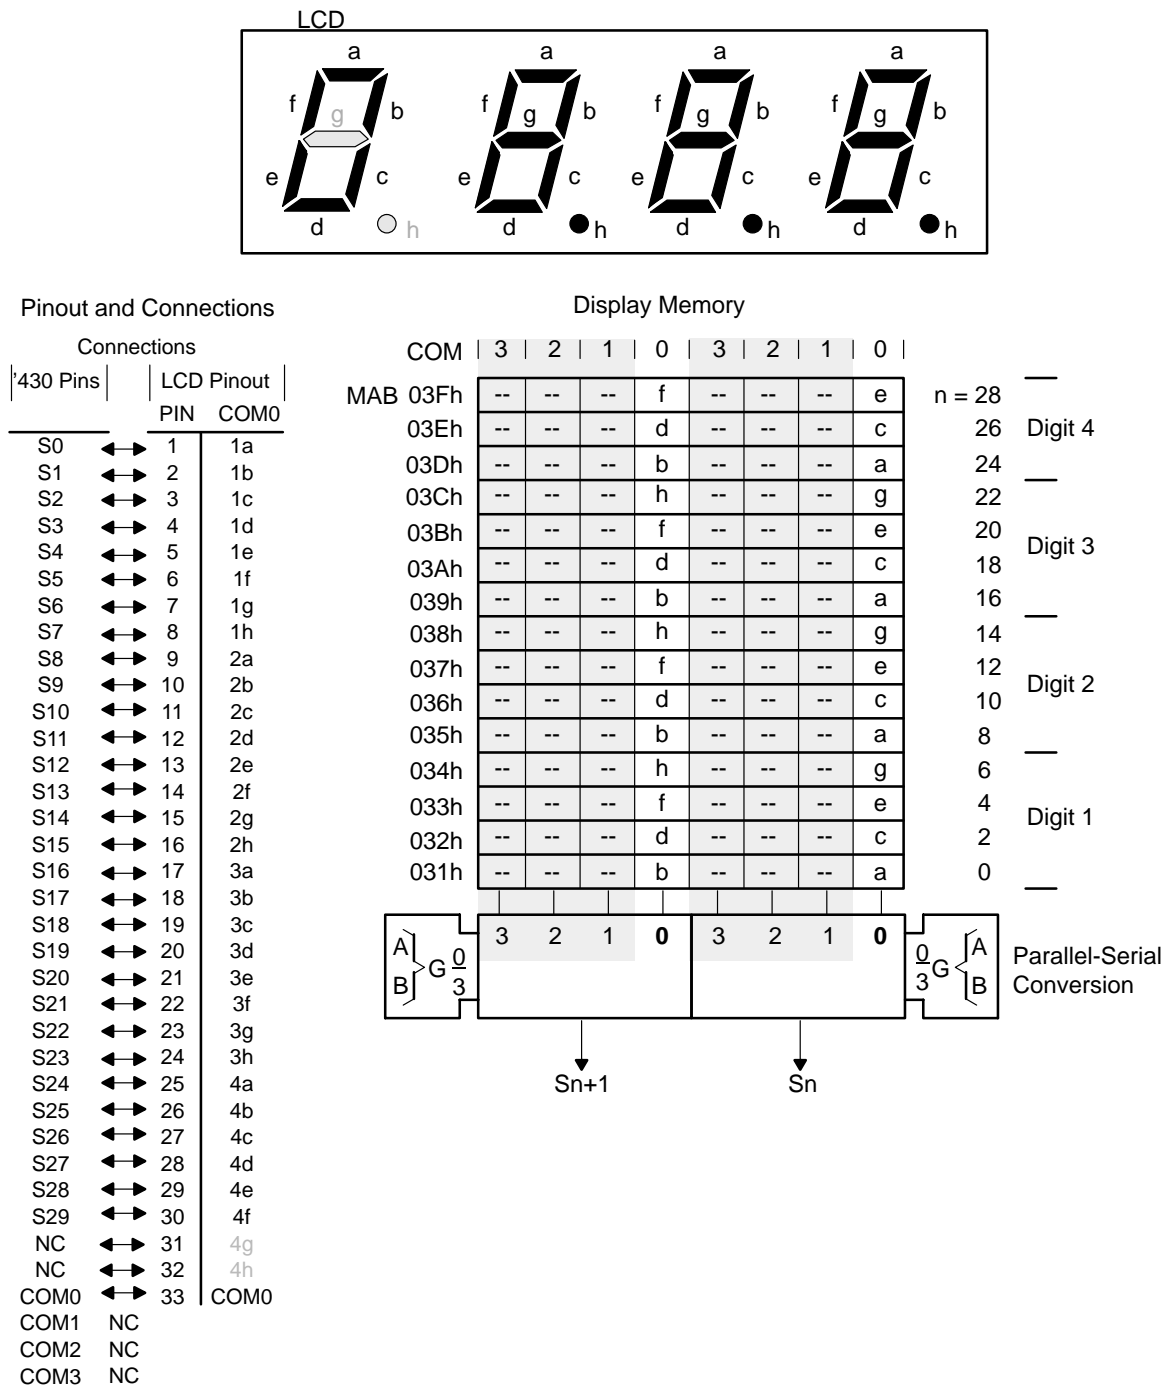 LCD
a a a a
f g b f g b f g b f g b
e c e c e c e c
d h d h d h d h
Pinout and Connections
Connections
'430 Pins LCD Pinout
PIN COM0
S0 1 1a
S1 2 1b
S2 3 1c
S3 4 1d
S4 5 1e
S5 6 1f
S6 7 1g
S7 8 1h
S8 9 2a
S9 10 2b
S10 11 2c
S11 12 2d
S12 13 2e
S13 14 2f
S14 15 2g
S15 16 2h
S16 17 3a
S17 18 3b
S18 19 3c
S19 20 3d
S20 21 3e
S21 22 3f
S22 23 3g
S23 24 3h
S24 25 4a
S25 26 4b
S26 27 4c
S27 28 4d
S28 29 4e
S29 30 4f
NC 31 4g
NC 32 4h
COM0 33 COM0
COM1 NC
COM2 NC
COM3 NC
Display Memory
COM 3 2 1 0 3 2 1 0
MAB 03Fh -- -- -- f -- -- -- e n = 28
03Eh -- -- -- d -- -- -- c 26 Digit 4
03Dh -- -- -- b -- -- -- a 24
03Ch -- -- -- h -- -- -- g 22
03Bh -- -- -- f -- -- -- e 20
Digit 3
03Ah -- -- -- d -- -- -- c 18
039h -- -- -- b -- -- -- a 16
038h -- -- -- h -- -- -- g 14
037h -- -- -- f -- -- -- e 12
Digit 2
036h -- -- -- d -- -- -- c 10
035h -- -- -- b -- -- -- a 8
034h -- -- -- h -- -- -- g 6
033h -- -- -- f -- -- -- e 4
Digit 1
032h -- -- -- d -- -- -- c 2
031h -- -- -- b -- -- -- a 0
3 2 1 0 3 2 1 0
A B G 0 3
0 3 G A B
Parallel-Serial
Conversion
Sn+1 Sn